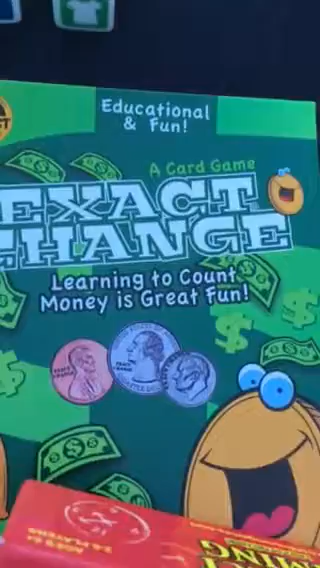 Educational
& Fun!
A Card Game
EXACT
CHANGE
Learning to Count
Money is Great Fun!